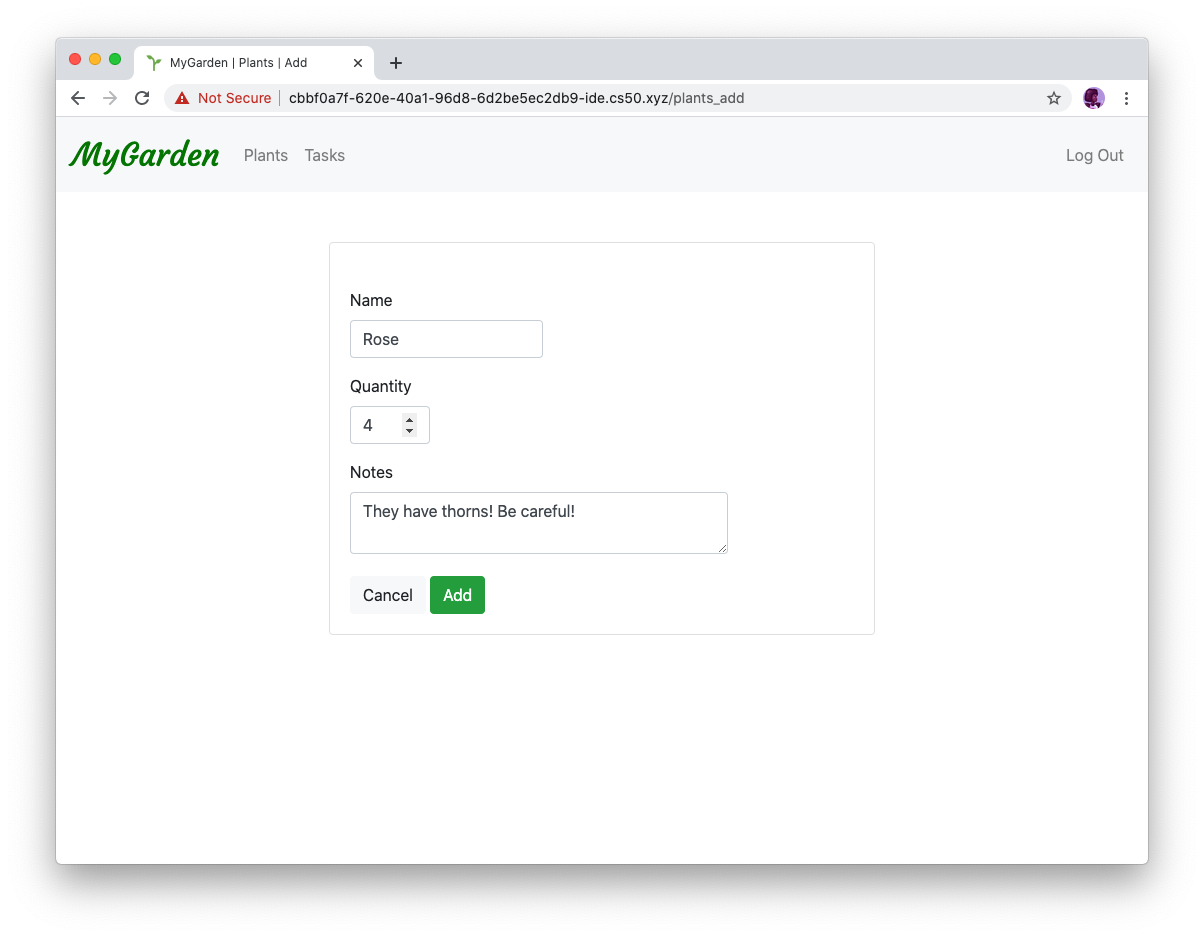 MyGarden | Plants | Add
Not Secure cbbf0a7f-620e-40a1-96d8-6d2be5ec2db9-ide.cs50.xyz/plants_add
MyGarden Plants Tasks Log Out
Name
Rose
Quantity
4
Notes
They have thorns! Be careful!
Cancel Add